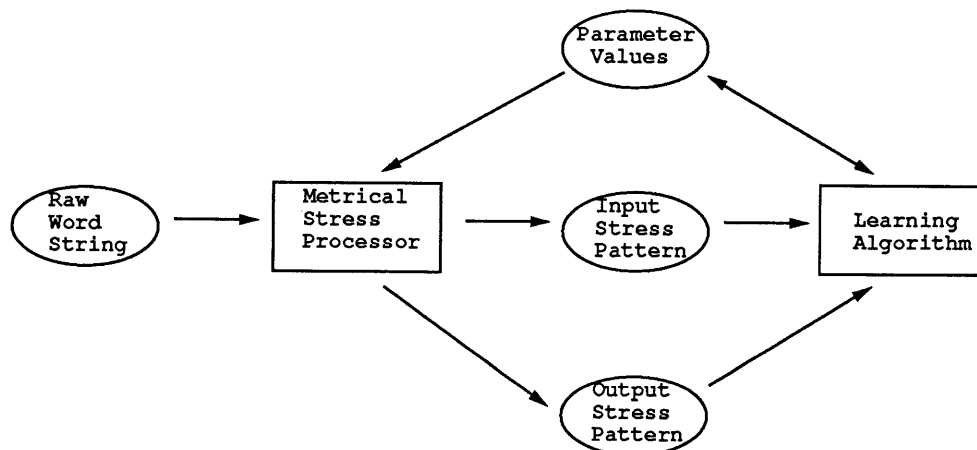 Parameter
Values
Raw
Word
String
Metrical
Stress
Processor
Input
Stress
Pattern
Learning
Algorithm
Output
Stress
Pattern